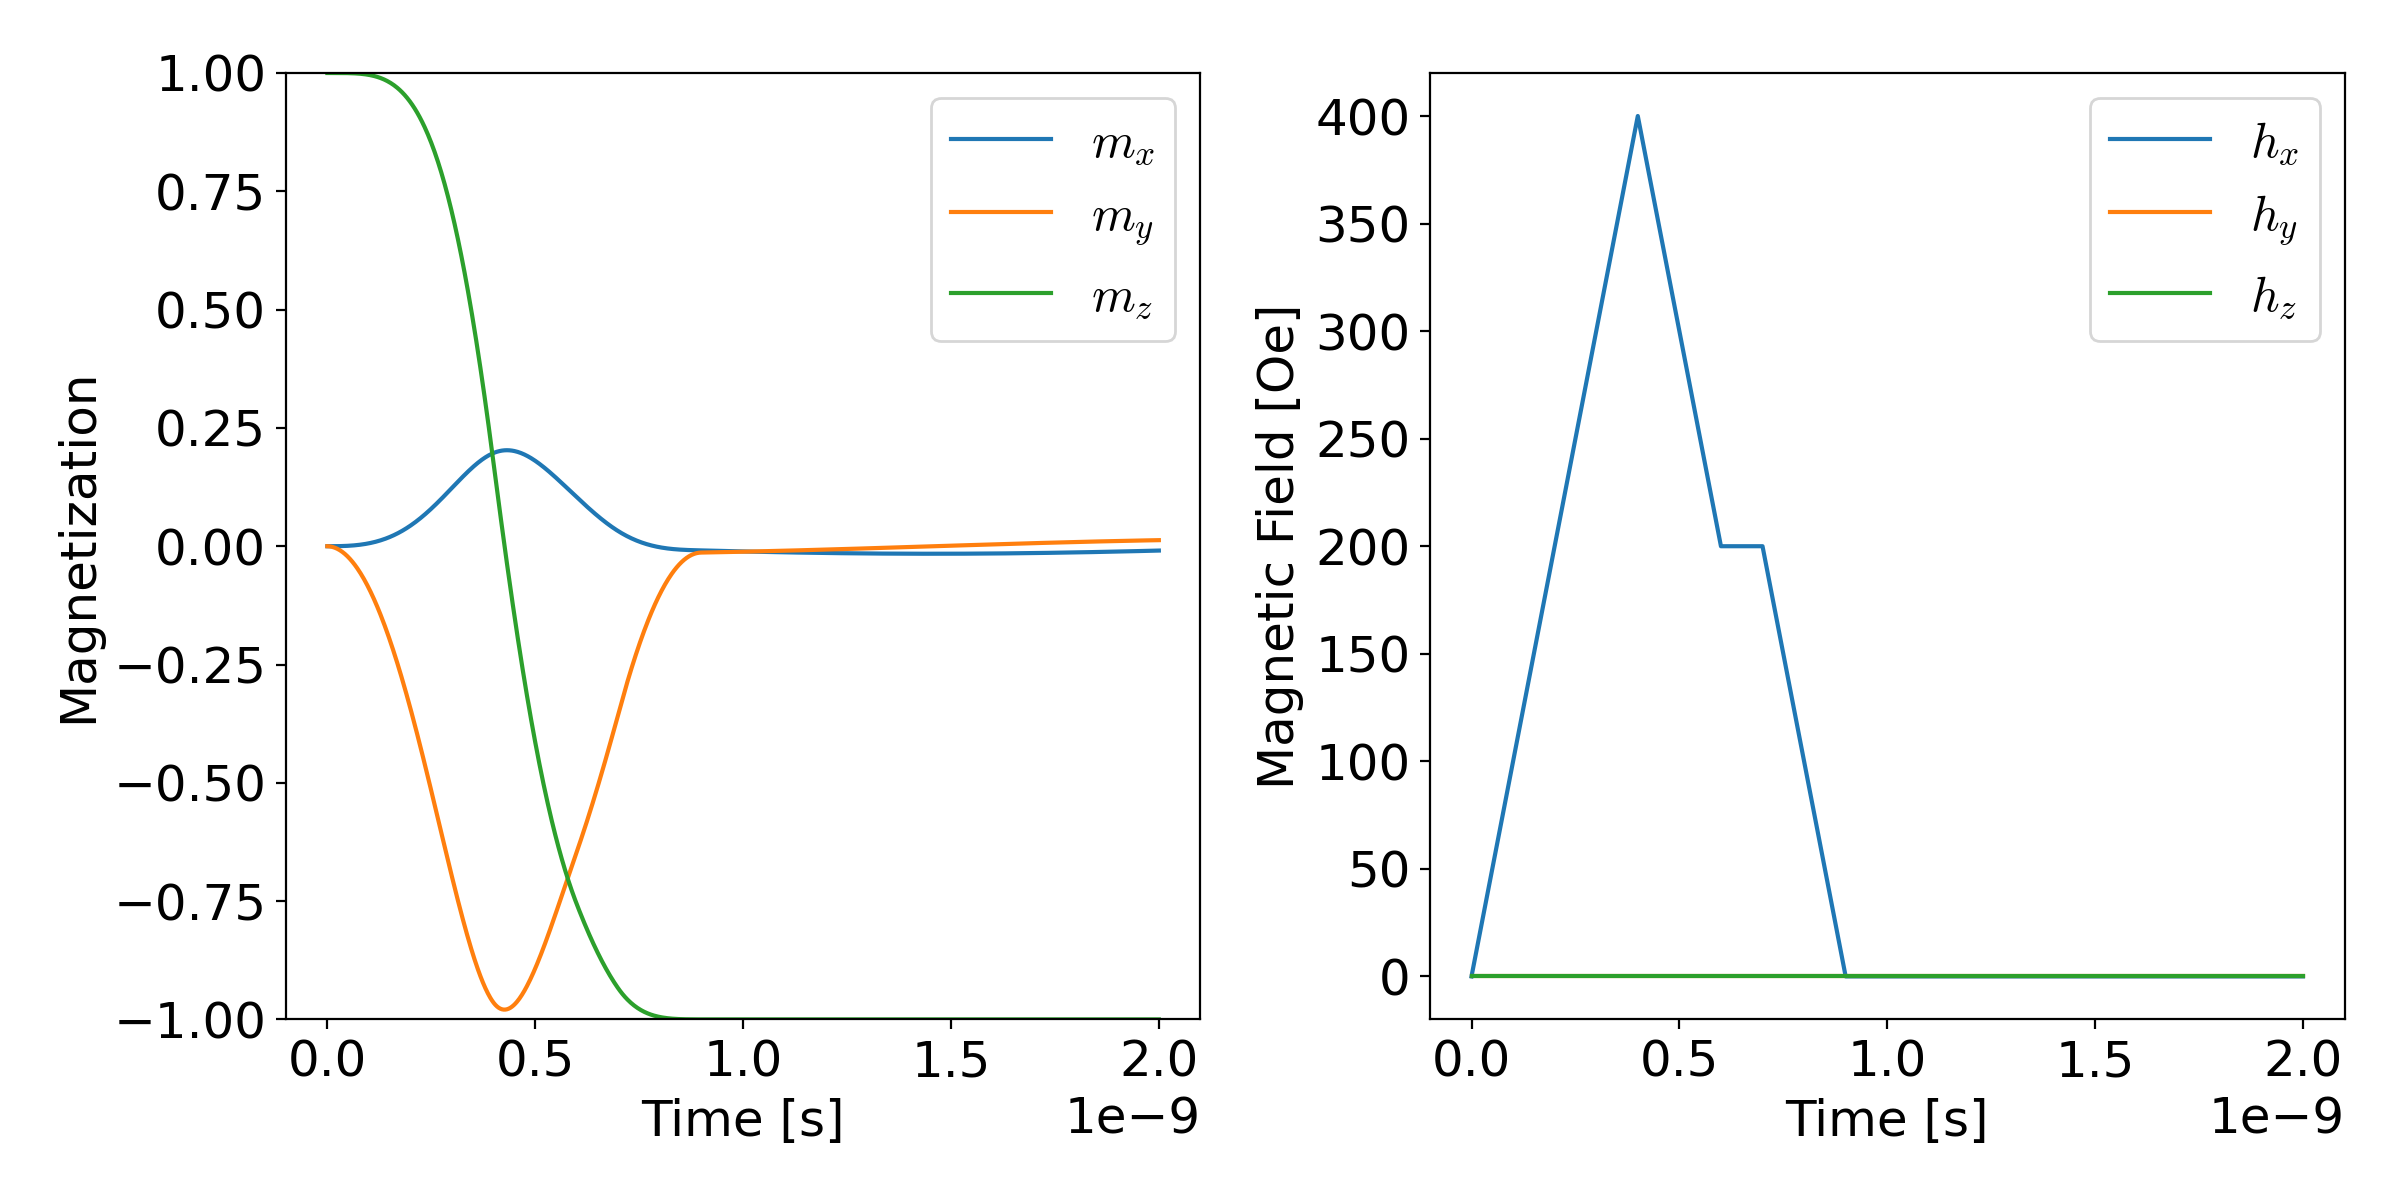 1.00
0.75
0.50
0.25
0.00
−0.25
−0.50
−0.75
−1.00
Magnetization
0.0 0.5 1.0 1.5 2.0
Time [s]
1e−9
m_x
m_y
m_z
400
350
300
250
200
150
100
50
0
Magnetic Field [Oe]
0.0 0.5 1.0 1.5 2.0
Time [s]
1e−9
h_x
h_y
h_z